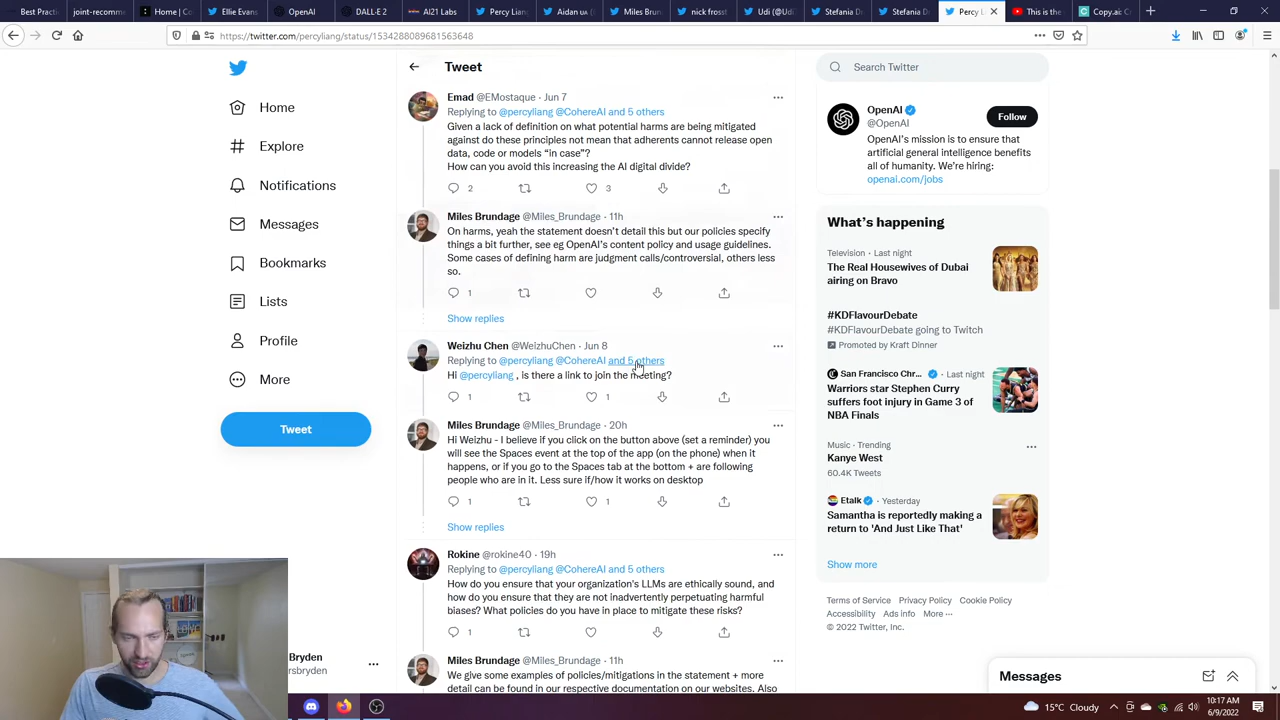 Best Practi
join-recomme
Home | Co
Ellie Evans
OpenAI
DALL·E 2
AI21 Labs
Percy Liang
Aidan
Miles Brun
nick frosst
Udi (@Ud
Stefania D
Stefania D
Percy L
This is the
Copy.ai: C
https://twitter.com/percyliang/status/1534288089681563648
Home
Explore
Notifications
Messages
Bookmarks
Lists
Profile
More
Tweet
Bryden
rsbryden
Tweet
Emad @EMostaque · Jun 7
Replying to @percyliang @CohereAI and 5 others
Given a lack of definition on what potential harms are being mitigated
against do these principles not mean that adherents cannot release open
data, code or models “in case”?
How can you avoid this increasing the AI digital divide?
2 3
Miles Brundage @Miles_Brundage · 11h
On harms, yeah the statement doesn’t detail this but our policies specify
things a bit further, see eg OpenAI’s content policy and usage guidelines.
Some cases of defining harm are judgment calls/controversial, others less
so.
1
Show replies
Weizhu Chen @WeizhuChen · Jun 8
Replying to @percyliang @CohereAI and 5 others
Hi @percyliang , is there a link to join the meeting?
1 1
Miles Brundage @Miles_Brundage · 20h
Hi Weizhu - I believe if you click on the button above (set a reminder) you
will see the Spaces event at the top of the app (on the phone) when it
happens, or if you go to the Spaces tab at the bottom + are following
people who are in it. Less sure if/how it works on desktop
1 1
Show replies
Rokine @rokine40 · 19h
Replying to @percyliang @CohereAI and 5 others
How do you ensure that your organization's LLMs are ethically sound, and
how do you ensure that they are not inadvertently perpetuating harmful
biases? What policies do you have in place to mitigate these risks?
1
Miles Brundage @Miles_Brundage · 11h
We give some examples of policies/mitigations in the statement + more
detail can be found in our respective documentation on our websites. Also
Search Twitter
OpenAI
@OpenAI
Follow
OpenAI’s mission is to ensure that
artificial general intelligence benefits
all of humanity. We’re hiring:
openai.com/jobs
What’s happening
Television · Last night
The Real Housewives of Dubai
airing on Bravo
#KDFlavourDebate
#KDFlavourDebate going to Twitch
Promoted by Kraft Dinner
San Francisco Chr... · Last night
Warriors star Stephen Curry
suffers foot injury in Game 3 of
NBA Finals
Music · Trending
Kanye West
60.4K Tweets
Etalk · Yesterday
Samantha is reportedly making a
return to 'And Just Like That'
Show more
Terms of Service Privacy Policy Cookie Policy
Accessibility Ads info More ···
© 2022 Twitter, Inc.
Messages
15°C Cloudy
10:17 AM
6/9/2022